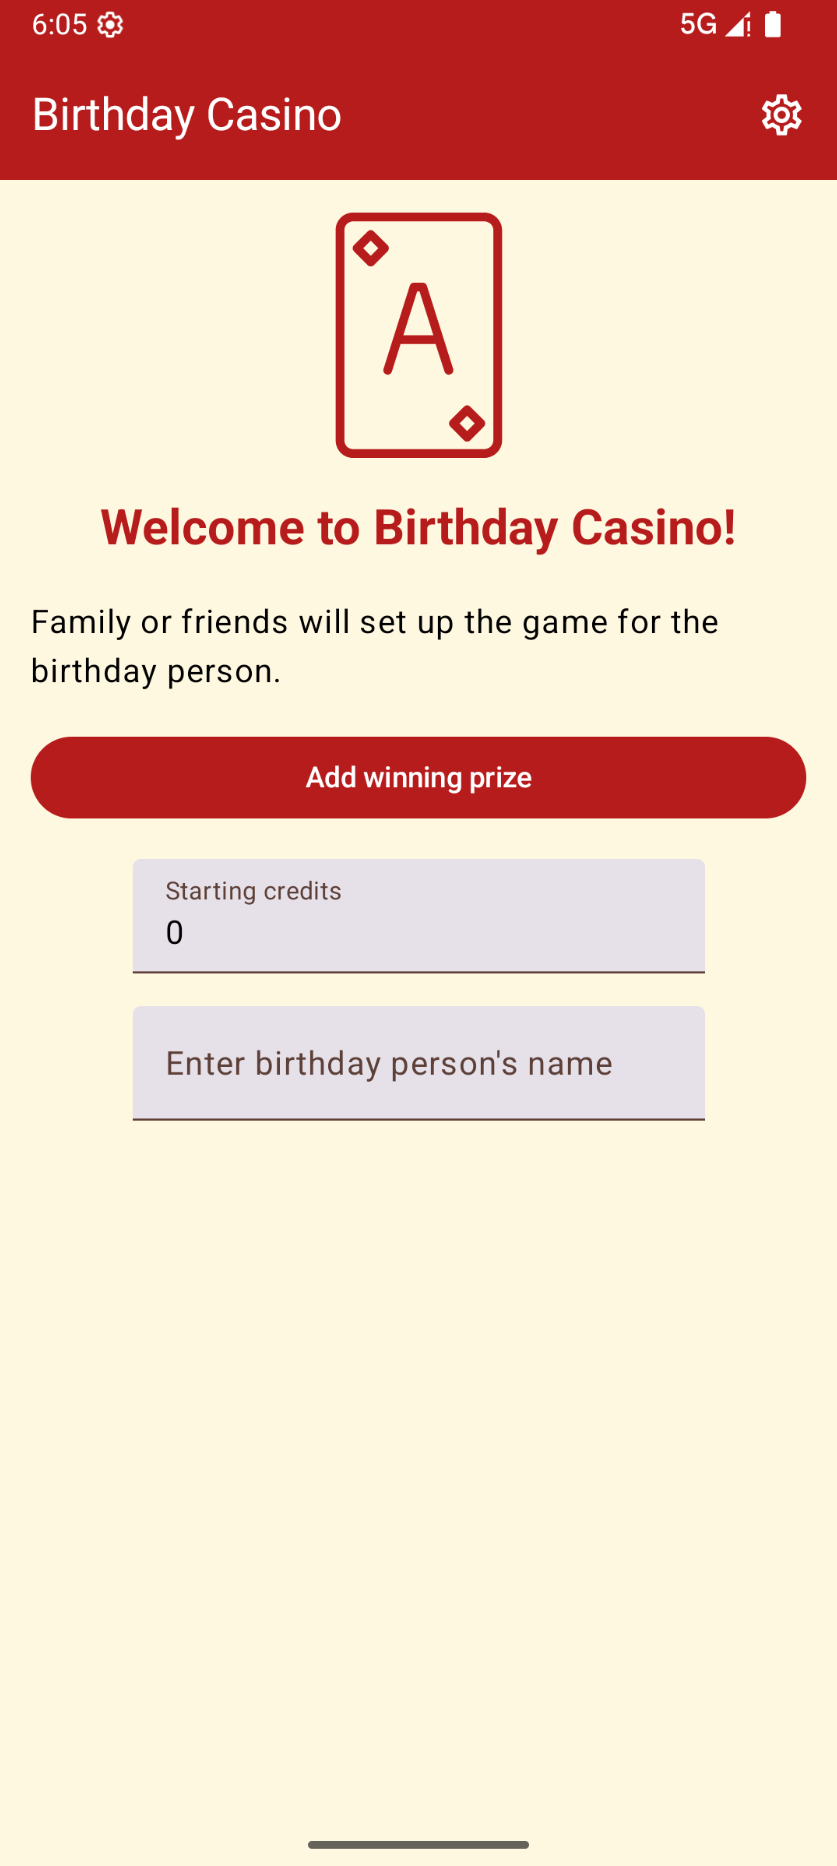 6:05
5G
Birthday Casino
A
Welcome to Birthday Casino!
Family or friends will set up the game for the
birthday person.
Add winning prize
Starting credits
0
Enter birthday person's name